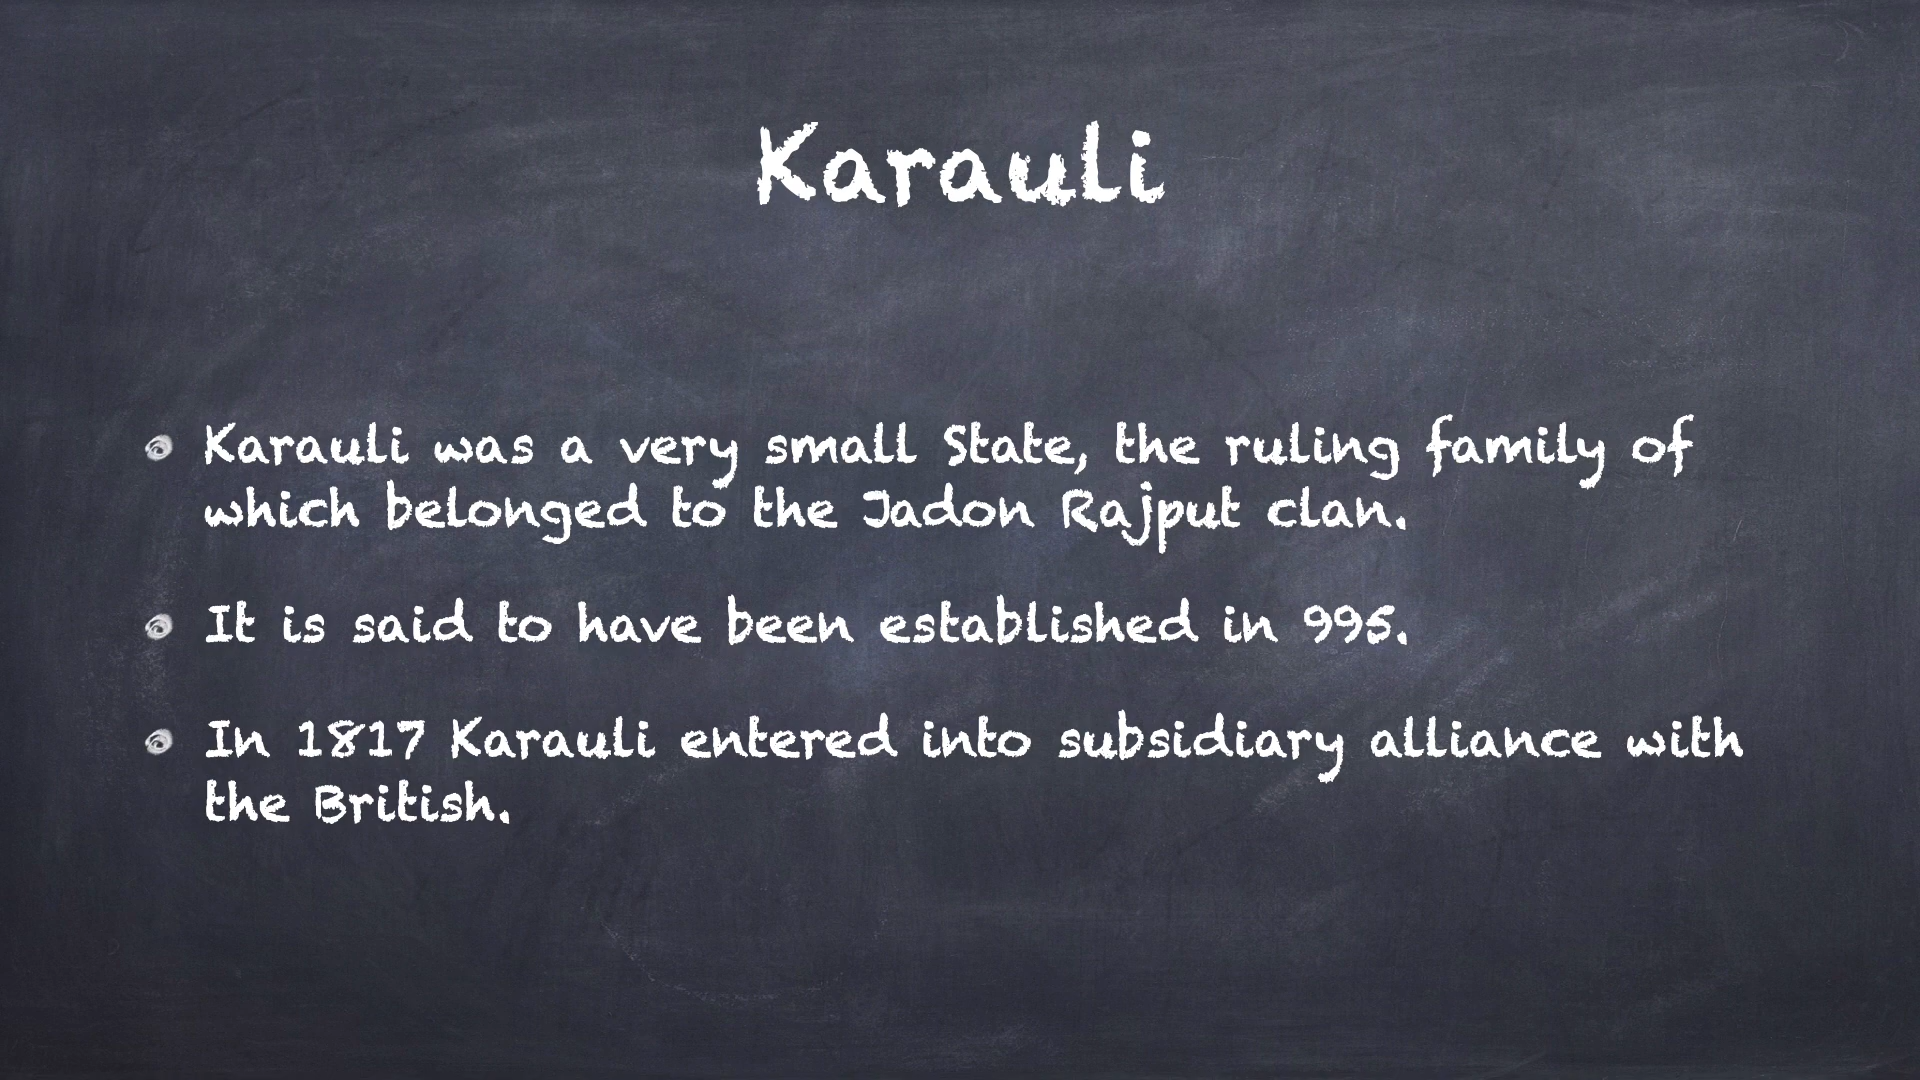 Karauli
Karauli was a very small State, the ruling family of
which belonged to the Jadon Rajput clan.
It is said to have been established in 995.
In 1817 Karauli entered into subsidiary alliance with
the British.